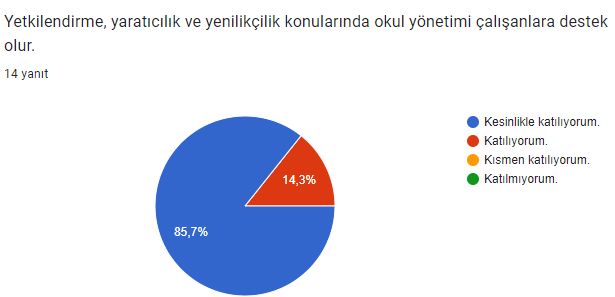 Yetkilendirme, yaratıcılık ve yenilikçilik konularında okul yönetimi çalışanlara destek
olur.
14 yanıt
Kesinlikle katılıyorum.
Katılıyorum.
Kısmen katılıyorum.
Katılmıyorum.
14,3%
85,7%